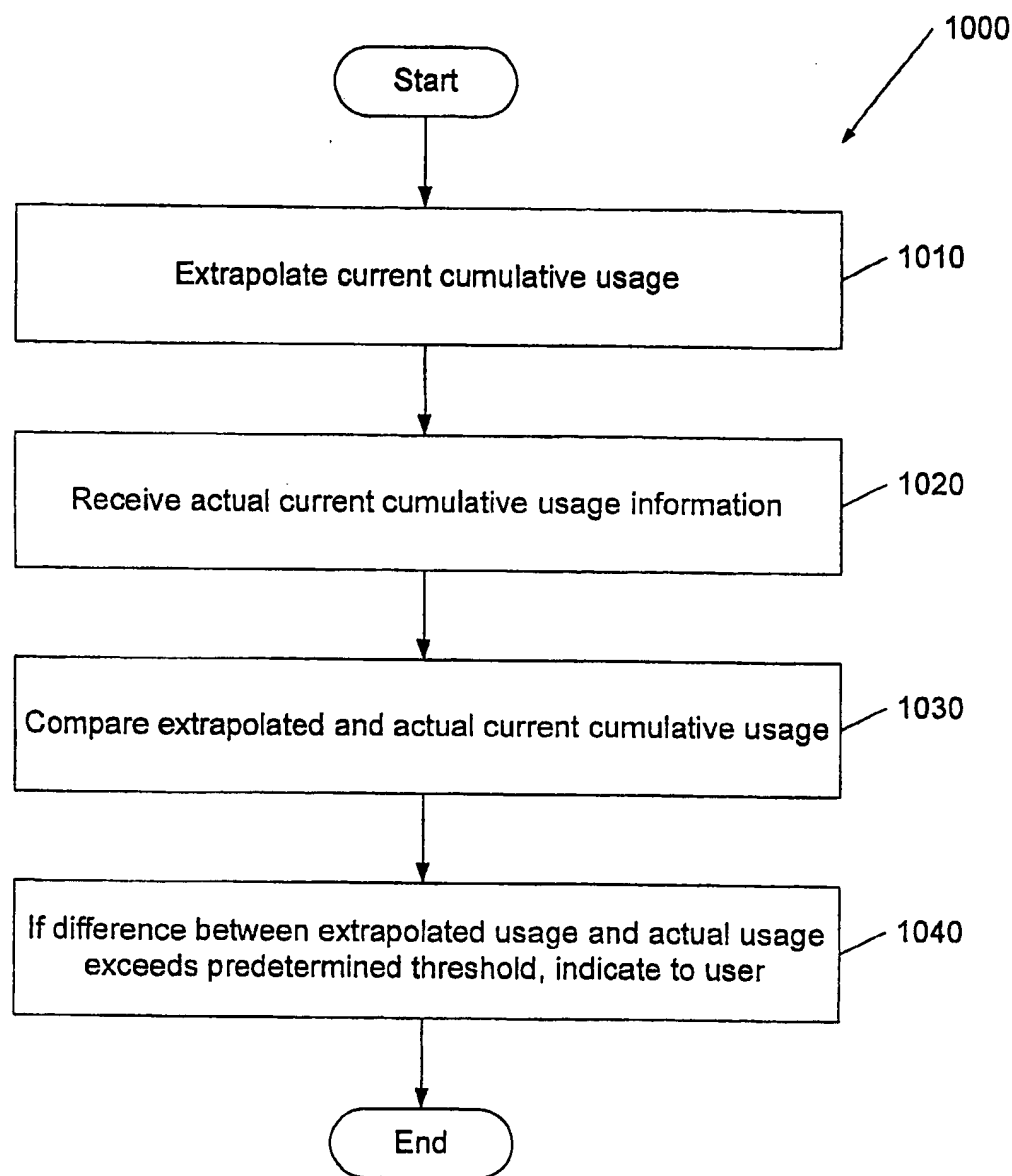 1000
Start
Extrapolate current cumulative usage
1010
Receive actual current cumulative usage information
1020
Compare extrapolated and actual current cumulative usage
1030
If difference between extrapolated usage and actual usage
exceeds predetermined threshold, indicate to user
1040
End